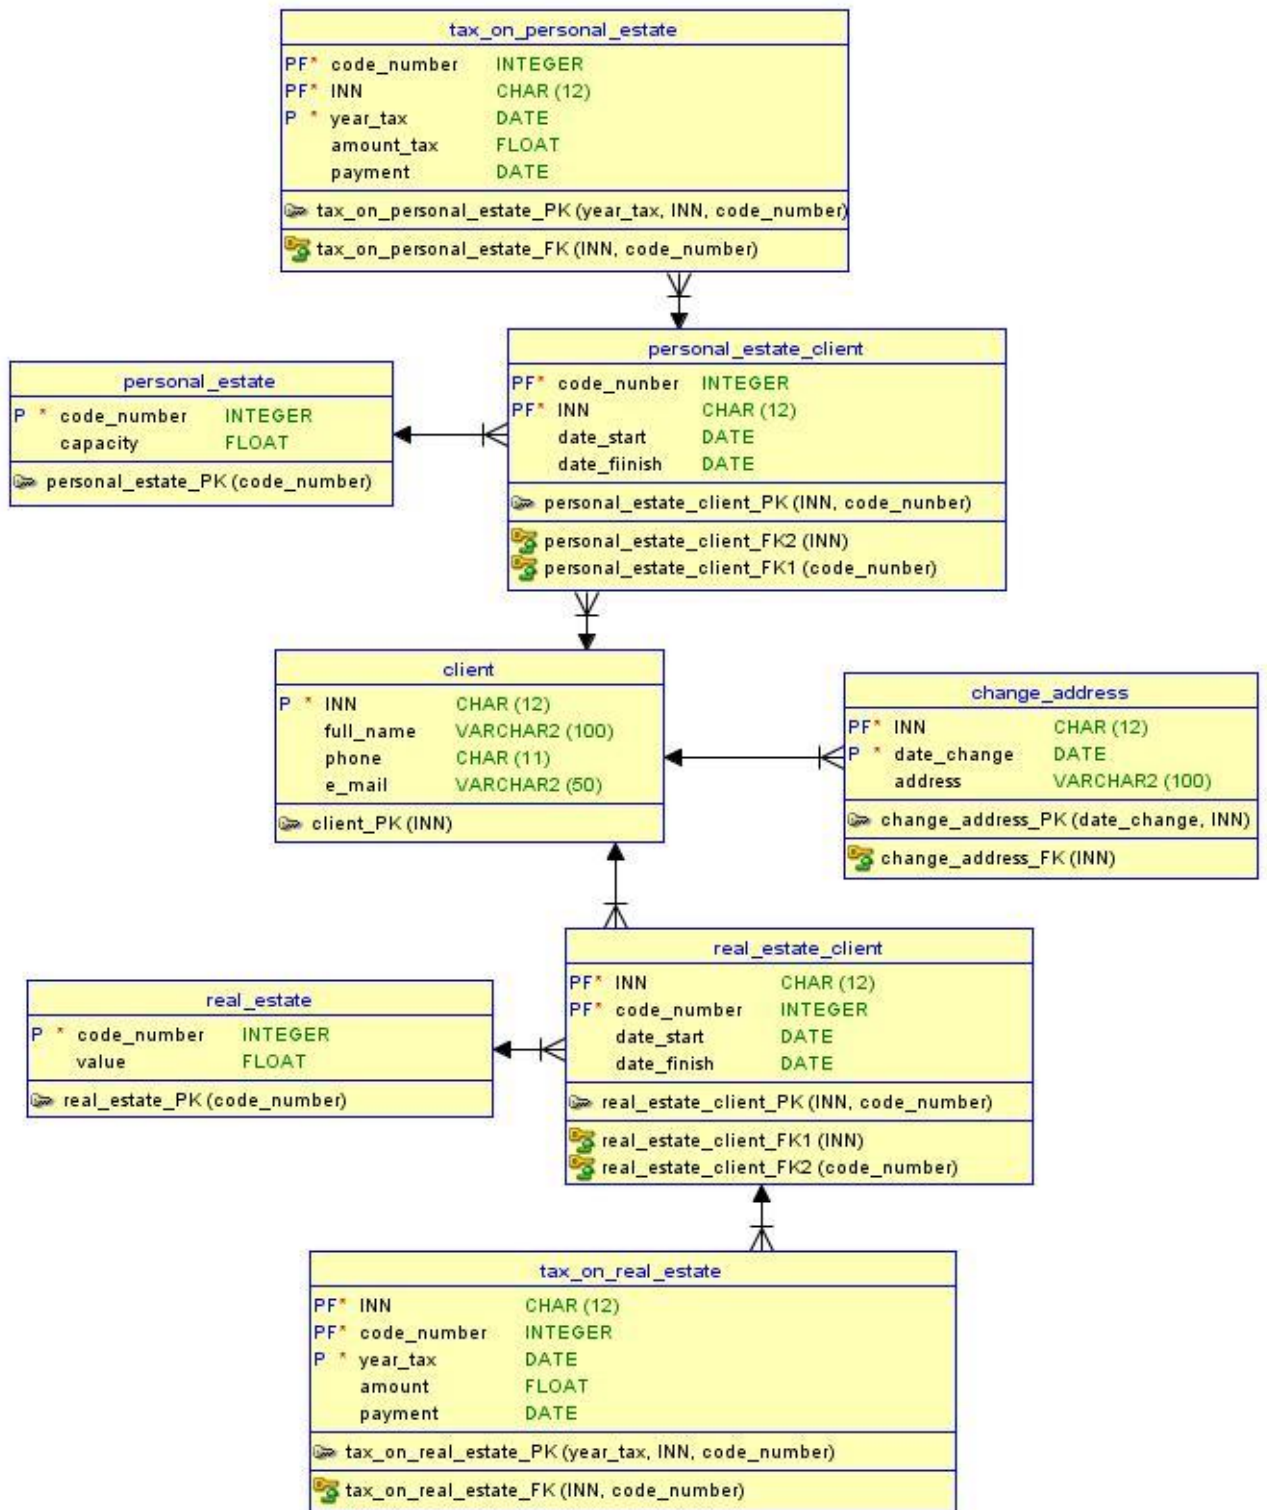 tax_on_personal_estate
PF* code_number INTEGER
PF* INN CHAR (12)
P * year_tax DATE
amount_tax FLOAT
payment DATE
tax_on_personal_estate_PK (year_tax, INN, code_number)
tax_on_personal_estate_FK (INN, code_number)
personal_estate_client
PF* code_nunber INTEGER
PF* INN CHAR (12)
date_start DATE
date_fiinish DATE
personal_estate_client_PK (INN, code_nunber)
personal_estate_client_FK2 (INN)
personal_estate_client_FK1 (code_nunber)
personal_estate
P * code_number INTEGER
capacity FLOAT
personal_estate_PK (code_number)
client
P * INN CHAR (12)
full_name VARCHAR2 (100)
phone CHAR (11)
e_mail VARCHAR2 (50)
client_PK (INN)
change_address
PF* INN CHAR (12)
P * date_change DATE
address VARCHAR2 (100)
change_address_PK (date_change, INN)
change_address_FK (INN)
real_estate_client
PF* INN CHAR (12)
PF* code_number INTEGER
date_start DATE
date_finish DATE
real_estate_client_PK (INN, code_number)
real_estate_client_FK1 (INN)
real_estate_client_FK2 (code_number)
real_estate
P * code_number INTEGER
value FLOAT
real_estate_PK (code_number)
tax_on_real_estate
PF* INN CHAR (12)
PF* code_number INTEGER
P * year_tax DATE
amount FLOAT
payment DATE
tax_on_real_estate_PK (year_tax, INN, code_number)
tax_on_real_estate_FK (INN, code_number)